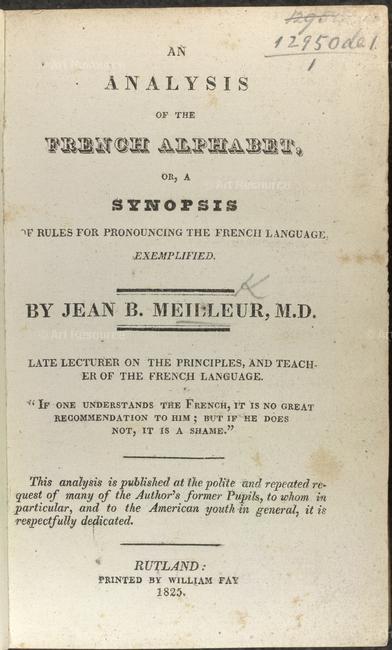 12950de1
1
AN
ANALYSIS
OF THE
FRENCH ALPHABET,
OR, A
SYNOPSIS
OF RULES FOR PRONOUNCING THE FRENCH LANGUAGE
EXEMPLIFIED.
BY JEAN B. MEILLEUR, M.D.
LATE LECTURER ON THE PRINCIPLES, AND TEACH-
ER OF THE FRENCH LANGUAGE.
"IF ONE UNDERSTANDS THE FRENCH, IT IS NO GREAT
RECOMMENDATION TO HIM; BUT IF HE DOES
NOT, IT IS A SHAME."
This analysis is published at the polite and repeated re-
quest of many of the Author's former Pupils, to whom in
particular, and to the American youth in general, it is
respectfully dedicated.
RUTLAND:
PRINTED BY WILLIAM FAY
1825.